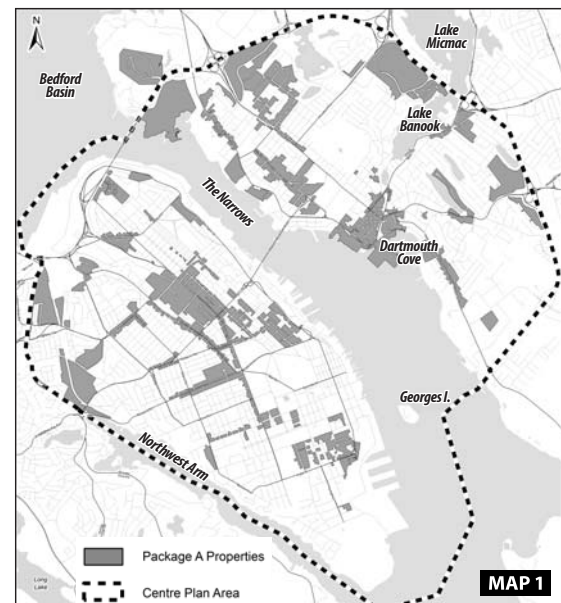 N
Lake
Micmac
Bedford
Basin
Lake
Banook
The Narrows
Dartmouth
Cove
Georges I.
Northwest Arm
Package A Properties
Centre Plan Area
Long
Lake
MAP 1